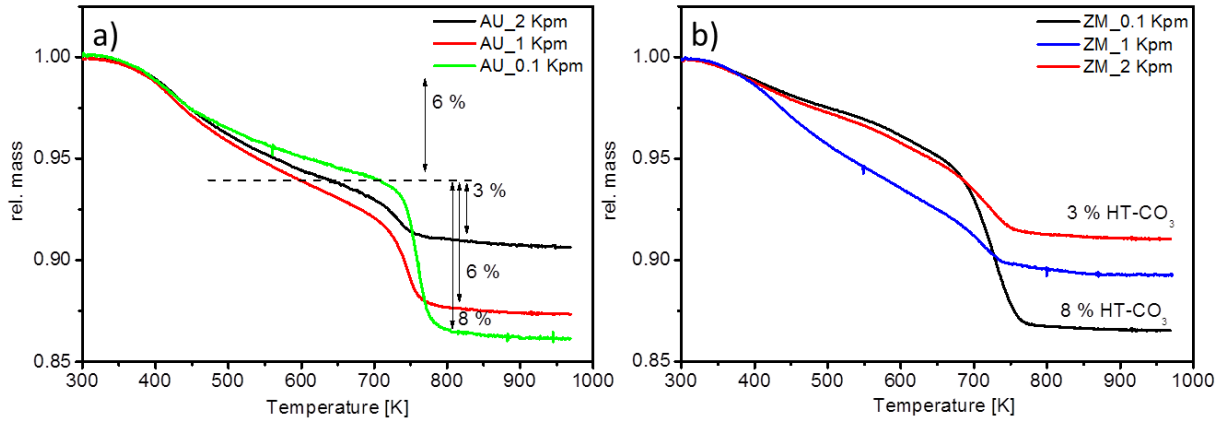 a)
AU_2 Kpm
AU_1 Kpm
AU_0.1 Kpm
1.00
0.95
0.90
0.85
rel. mass
6 %
3 %
6 %
8 %
300 400 500 600 700 800 900 1000
Temperature [K]
b)
ZM_0.1 Kpm
ZM_1 Kpm
ZM_2 Kpm
1.00
0.95
0.90
0.85
rel. mass
3 % HT-CO₃
8 % HT-CO₃
300 400 500 600 700 800 900 1000
Temperature [K]